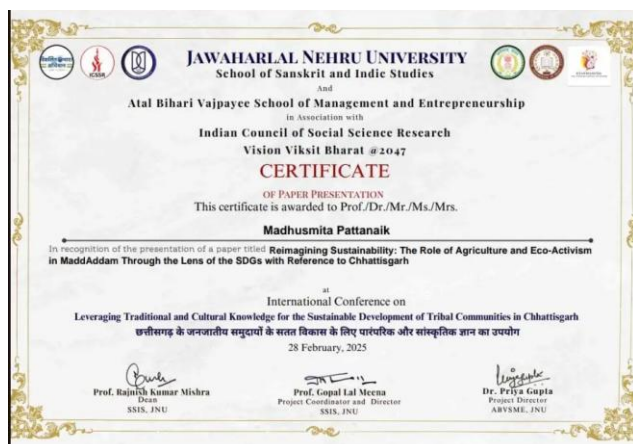 JAWAHARLAL NEHRU UNIVERSITY
School of Sanskrit and Indic Studies
And
Atal Bihari Vajpayee School of Management and Entrepreneurship
in Association with
Indian Council of Social Science Research
Vision Viksit Bharat @2047
CERTIFICATE
OF PAPER PRESENTATION
This certificate is awarded to Prof./Dr./Mr./Ms./Mrs.
Madhusmita Pattanaik
In recognition of the presentation of a paper titled Reimagining Sustainability: The Role of Agriculture and Eco-Activism
in MaddAddam Through the Lens of the SDGs with Reference to Chhattisgarh
at
International Conference on
Leveraging Traditional and Cultural Knowledge for the Sustainable Development of Tribal Communities in Chhattisgarh
छत्तीसगढ़ के जनजातीय समुदायों के सतत विकास के लिए पारंपरिक और सांस्कृतिक ज्ञान का उपयोग
28 February, 2025
Prof. Rajnish Kumar Mishra
Dean
SSIS, JNU
Prof. Gopal Lal Meena
Project Coordinator and Director
SSIS, JNU
Dr. Priya Gupta
Project Director
ABVSME, JNU
ICSSR